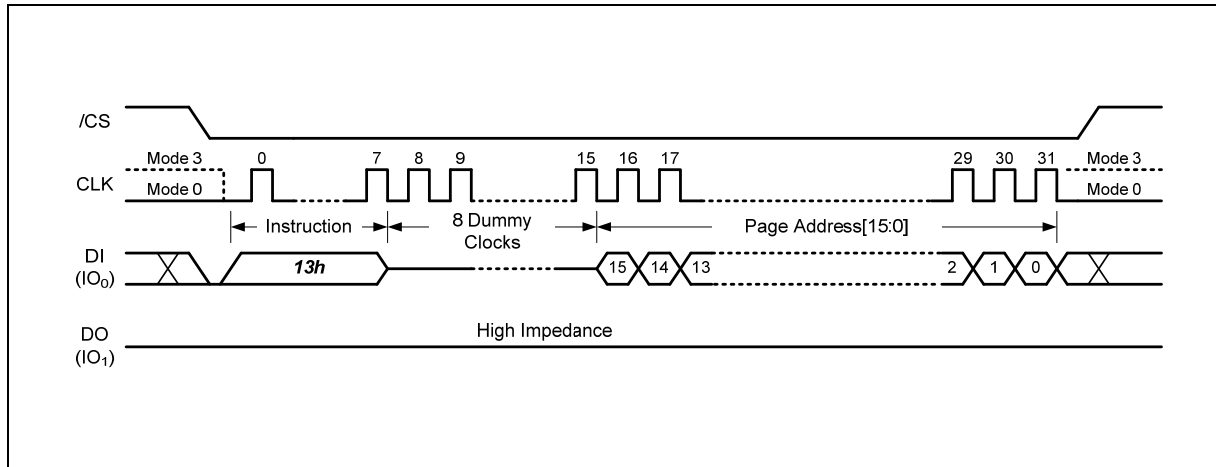 /CS
Mode 3 0 7 8 9 15 16 17 29 30 31 Mode 3
CLK
Mode 0 Mode 0
Instruction 8 Dummy Clocks Page Address[15:0]
DI (IO₀) 13h 15 14 13 2 1 0
High Impedance
DO (IO₁)